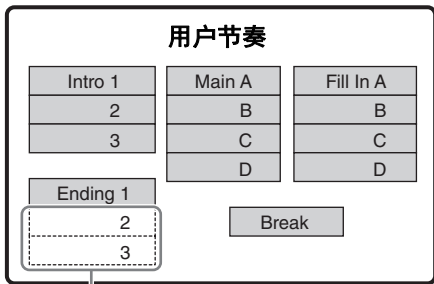 用户节奏
Intro 1 Main A Fill In A
2 B B
3 C C
D D
Ending 1
2 Break
3